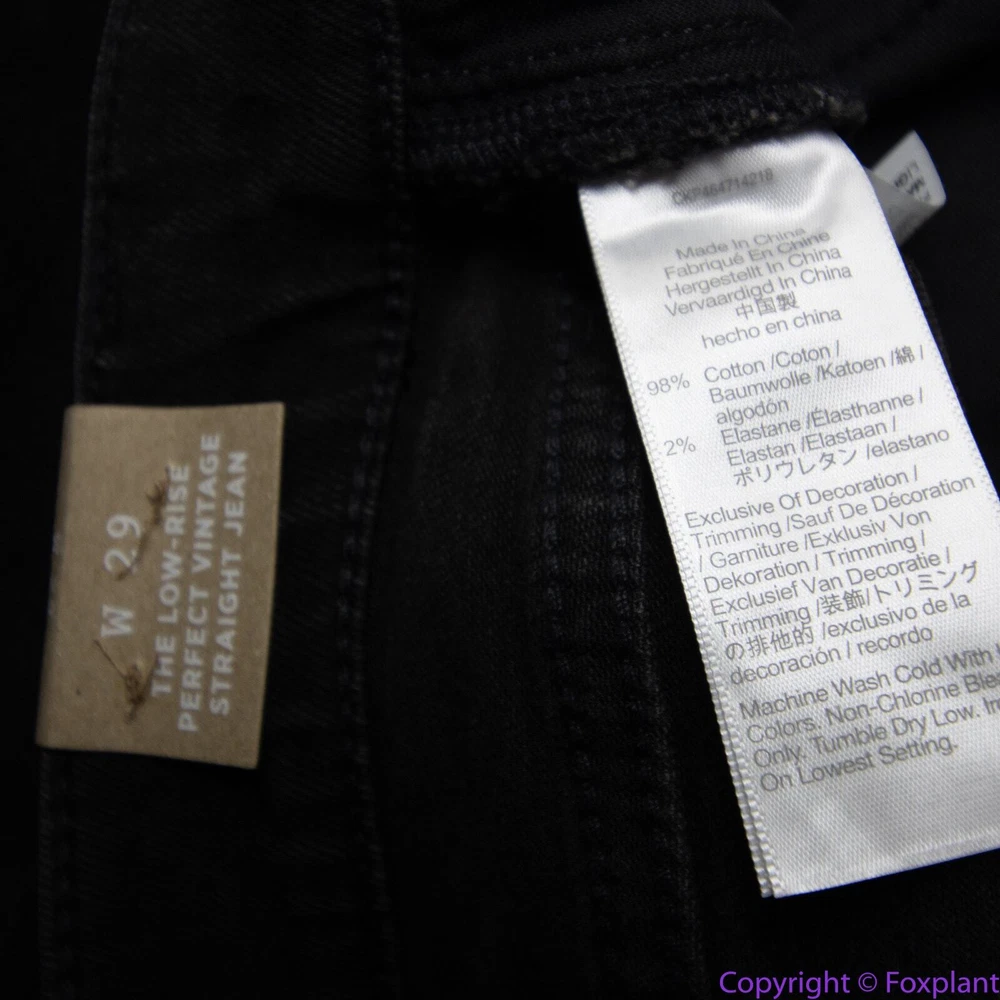 W 29
THE LOW-RISE
PERFECT VINTAGE
STRAIGHT JEAN
CKP464714218
Made In China
Fabriqué En Chine
Hergestellt In China
Vervaardigd In China
中国製
hecho en china
98% Cotton /Coton /
Baumwolle /Katoen /綿 /
algodón
2% Elastane /Élasthanne /
Elastan /Elastaan /
ポリウレタン /elastano
Exclusive Of Decoration /
Trimming /Sauf De Décoration
/ Garniture /Exklusiv Von
Dekoration / Trimming /
Exclusief Van Decoratie /
Trimming /装飾/トリミング
の排他的 /exclusivo de la
decoración / recordo
Machine Wash Cold With
Colors. Non-Chlorine
Only. Tumble Dry Low.
On Lowest Setting.
Copyright © Foxplant